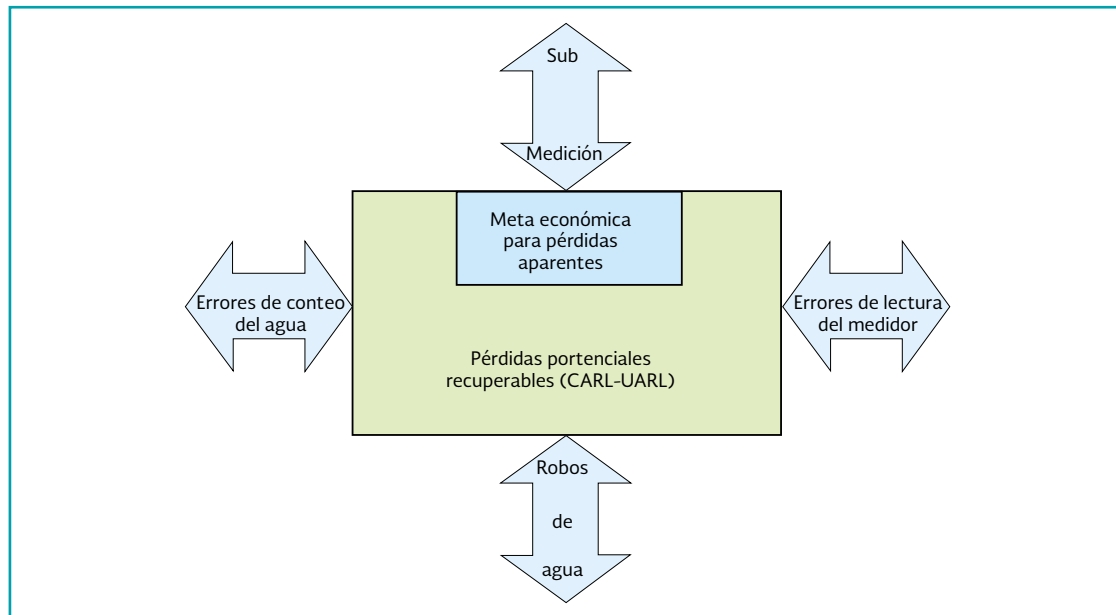 Sub
Medición
Meta económica
para pérdidas
aparentes
Errores de conteo
del agua
Errores de lectura
del medidor
Pérdidas portenciales
recuperables (CARL-UARL)
Robos
de
agua